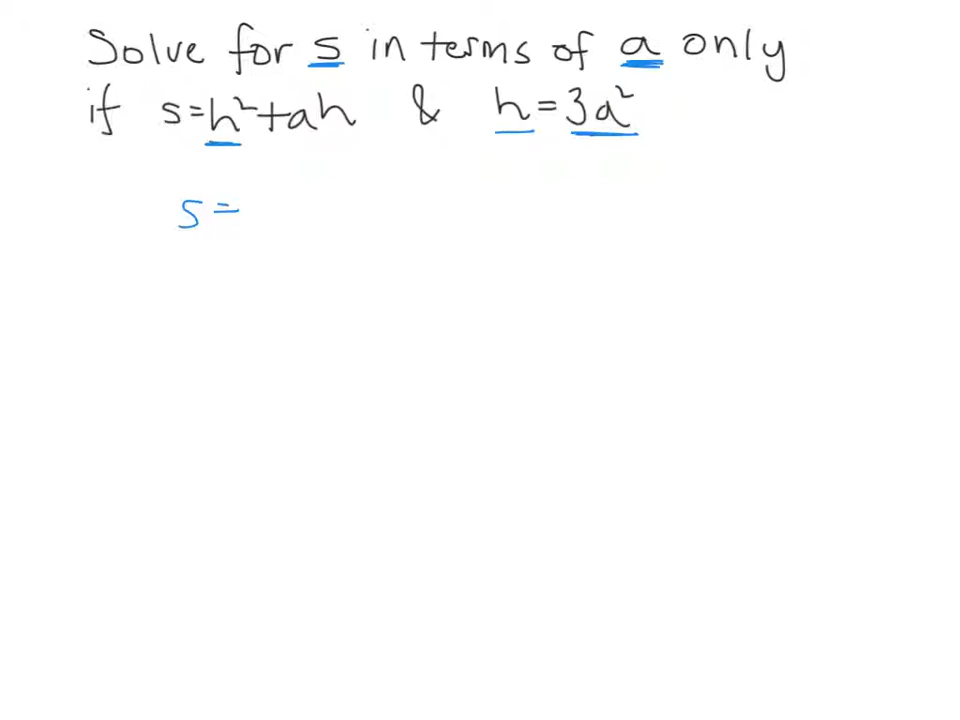 Solve for s in terms of a only
if s=h²+ah & h=3a²
s=